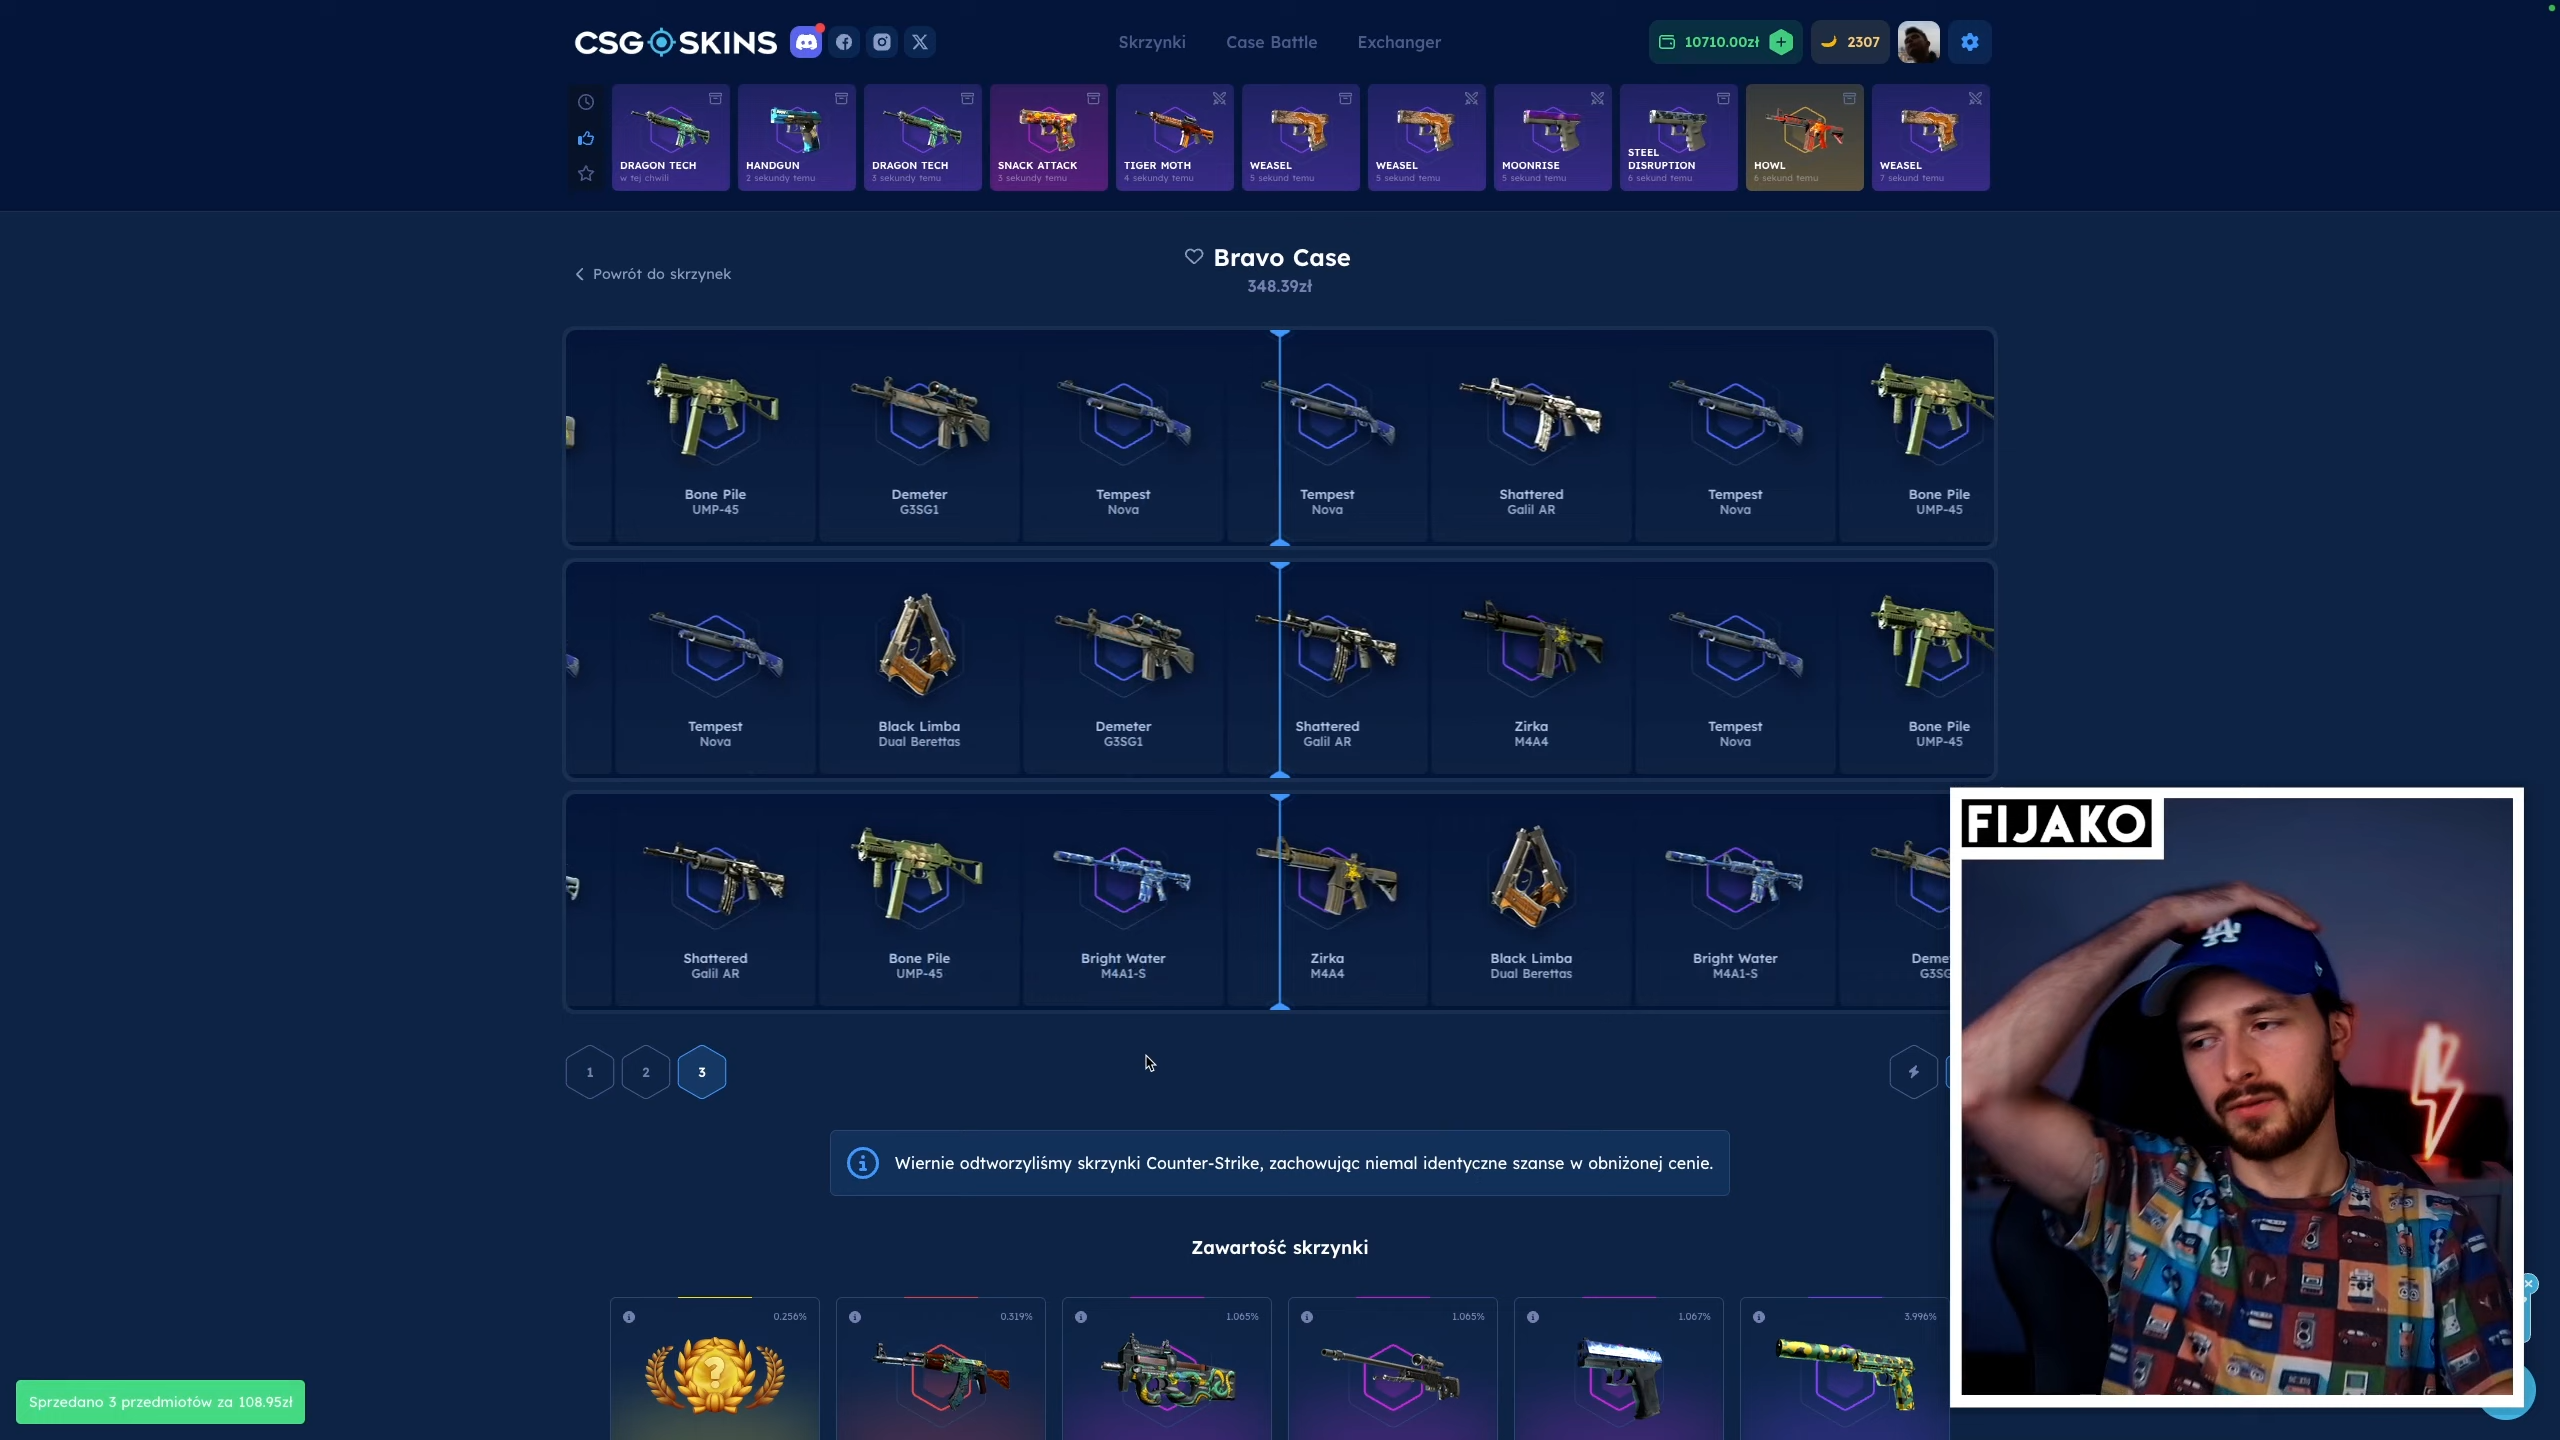 CSG SKINS
Skrzynki
Case Battle
Exchanger
10710.00zł
2307
DRAGON TECH
w tej chwili
HANDGUN
2 sekundy temu
DRAGON TECH
3 sekundy temu
SNACK ATTACK
3 sekundy temu
TIGER MOTH
4 sekundy temu
WEASEL
5 sekund temu
WEASEL
5 sekund temu
MOONRISE
5 sekund temu
STEEL
DISRUPTION
6 sekund temu
HOWL
6 sekund temu
WEASEL
7 sekund temu
Powrót do skrzynek
Bravo Case
348.39zł
Bone Pile
UMP-45
Demeter
G3SG1
Tempest
Nova
Tempest
Nova
Shattered
Galil AR
Tempest
Nova
Bone Pile
UMP-45
Tempest
Nova
Black Limba
Dual Berettas
Demeter
G3SG1
Shattered
Galil AR
Zirka
M4A4
Tempest
Nova
Bone Pile
UMP-45
Shattered
Galil AR
Bone Pile
UMP-45
Bright Water
M4A1-S
Zirka
M4A4
Black Limba
Dual Berettas
Bright Water
M4A1-S
Deme
G3SG
FIJAKO
LA
1
2
3
Wiernie odtworzyliśmy skrzynki Counter-Strike, zachowując niemal identyczne szanse w obniżonej cenie.
Zawartość skrzynki
0.256%
0.319%
1.065%
1.065%
1.067%
3.996%
Sprzedano 3 przedmiotów za 108.95zł